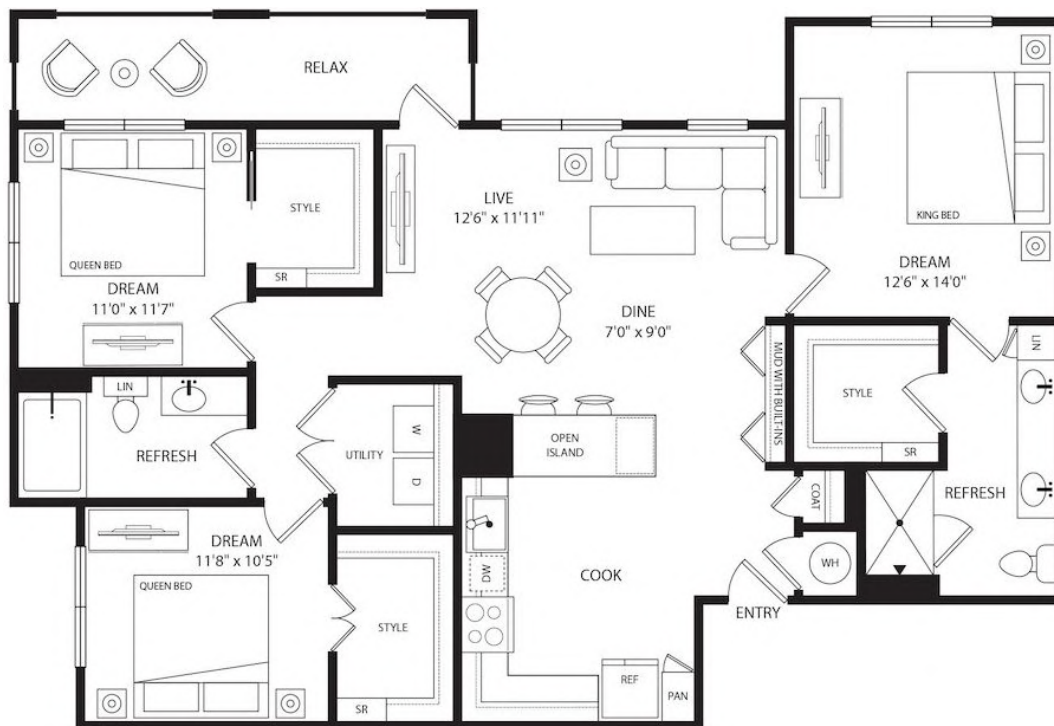 RELAX
STYLE
SR
QUEEN BED
DREAM
11'0" x 11'7"
LIVE
12'6" x 11'11"
DINE
7'0" x 9'0"
KING BED
DREAM
12'6" x 14'0"
LIN
REFRESH
UTILITY
W
D
OPEN
ISLAND
MUD WITH BUILT-INS
STYLE
SR
LIN
COAT
REFRESH
WH
ENTRY
DREAM
11'8" x 10'5"
QUEEN BED
STYLE
SR
DW
COOK
REF
PAN